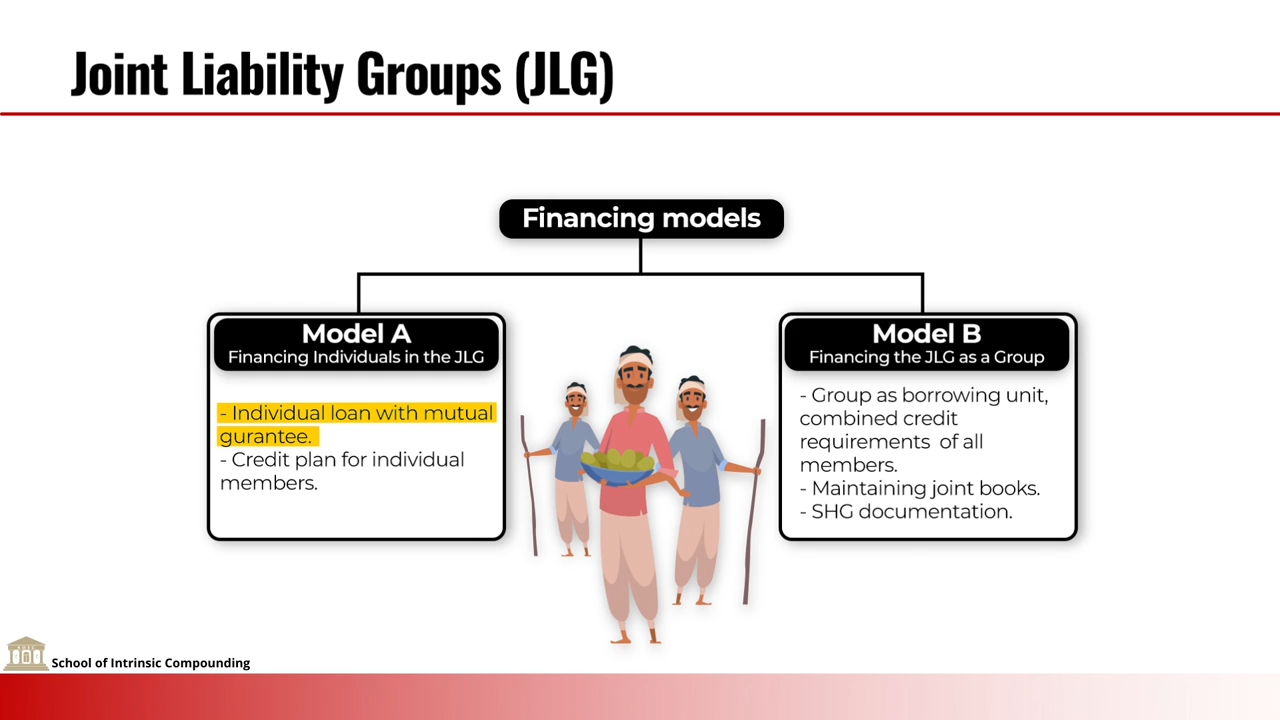 Joint Liability Groups (JLG)
Financing models
Model A
Financing Individuals in the JLG
- Individual loan with mutual
gurantee.
- Credit plan for individual
members.
Model B
Financing the JLG as a Group
- Group as borrowing unit,
combined credit
requirements of all
members.
- Maintaining joint books.
- SHG documentation.
School of Intrinsic Compounding